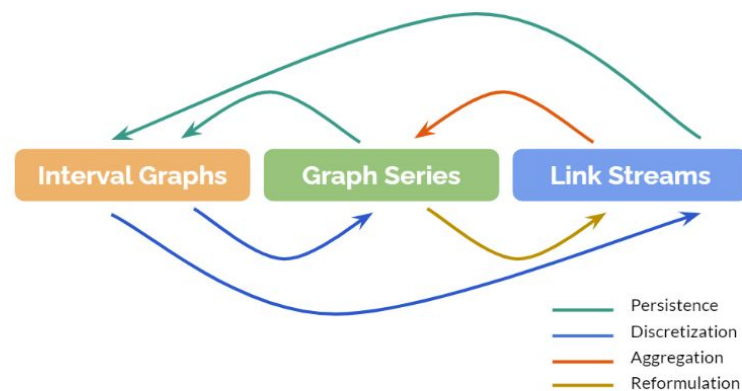 Interval Graphs
Graph Series
Link Streams
Persistence
Discretization
Aggregation
Reformulation